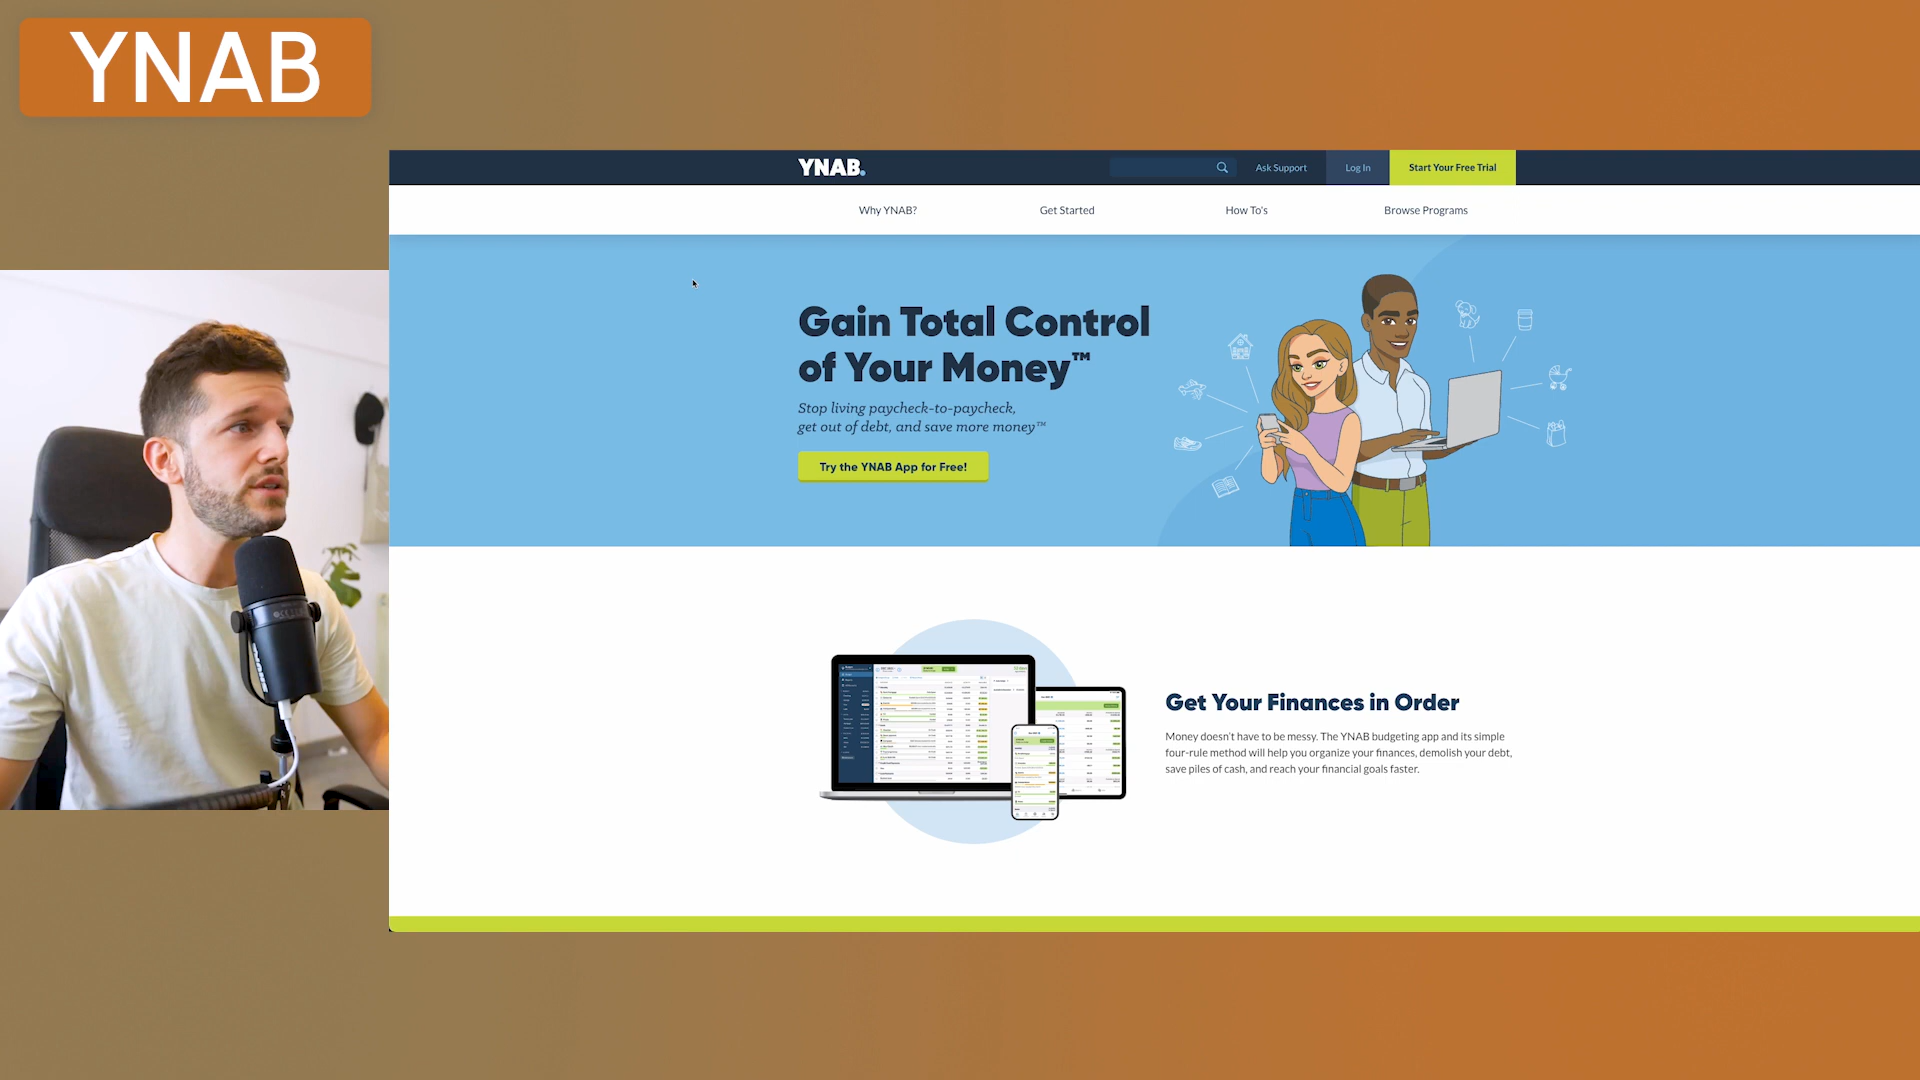 YNAB
YNAB.
Ask Support
Log In
Start Your Free Trial
Why YNAB?
Get Started
How To's
Browse Programs
Gain Total Control
of Your Money™
Stop living paycheck-to-paycheck,
get out of debt, and save more money™
Try the YNAB App for Free!
Get Your Finances in Order
Money doesn't have to be messy. The YNAB budgeting app and its simple
four-rule method will help you organize your finances, demolish your debt,
save piles of cash, and reach your financial goals faster.